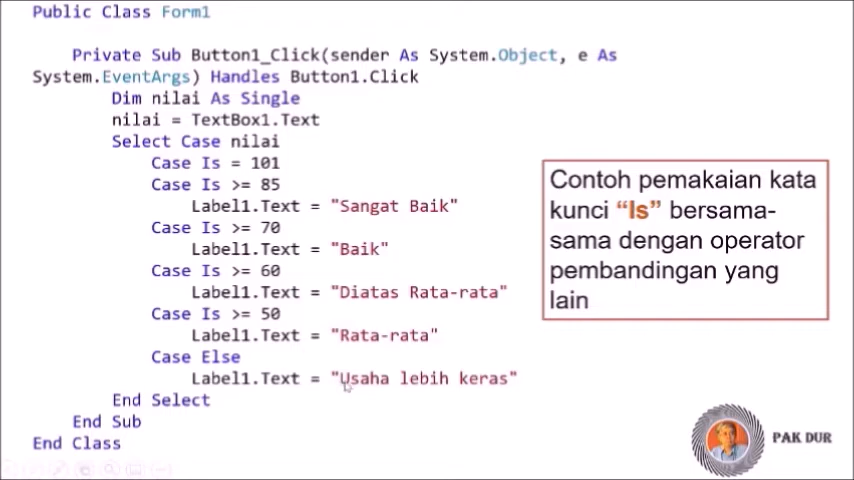 Public Class Form1
Private Sub Button1_Click(sender As System.Object, e As
System.EventArgs) Handles Button1.Click
Dim nilai As Single
nilai = TextBox1.Text
Select Case nilai
Case Is = 101
Case Is >= 85
Label1.Text = "Sangat Baik"
Case Is >= 70
Label1.Text = "Baik"
Case Is >= 60
Label1.Text = "Diatas Rata-rata"
Case Is >= 50
Label1.Text = "Rata-rata"
Case Else
Label1.Text = "Usaha lebih keras"
End Select
End Sub
End Class
Contoh pemakaian kata
kunci “Is” bersama-
sama dengan operator
pembandingan yang
lain
PAK DUR